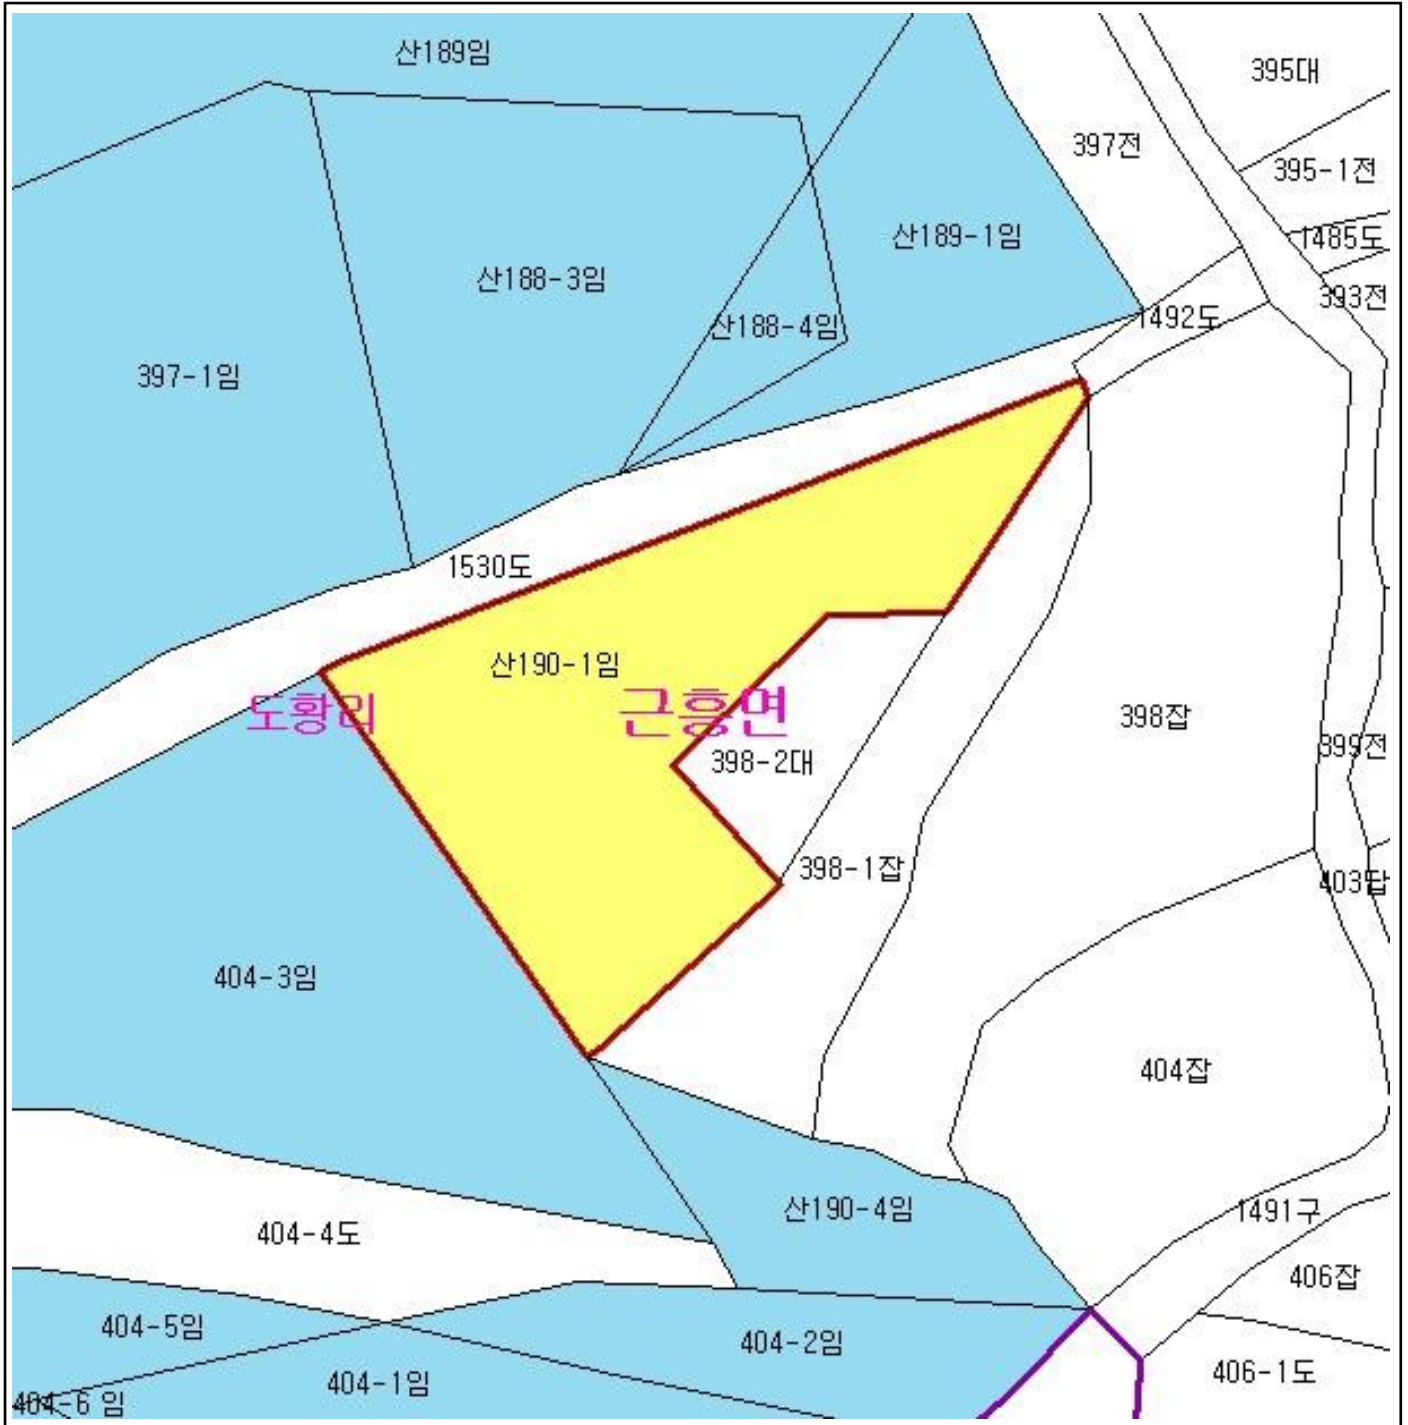 산189임
395대
397전
395-1전
산189-1임
1485도
산188-3임
393전
1492도
산188-4임
397-1임
1530도
산190-1임
도황리
근흥면
398잡
399전
398-2대
398-1잡
403답
404-3임
404잡
산190-4임
1491구
404-4도
406잡
404-5임
404-2임
406-1도
404-1임
404-6 임